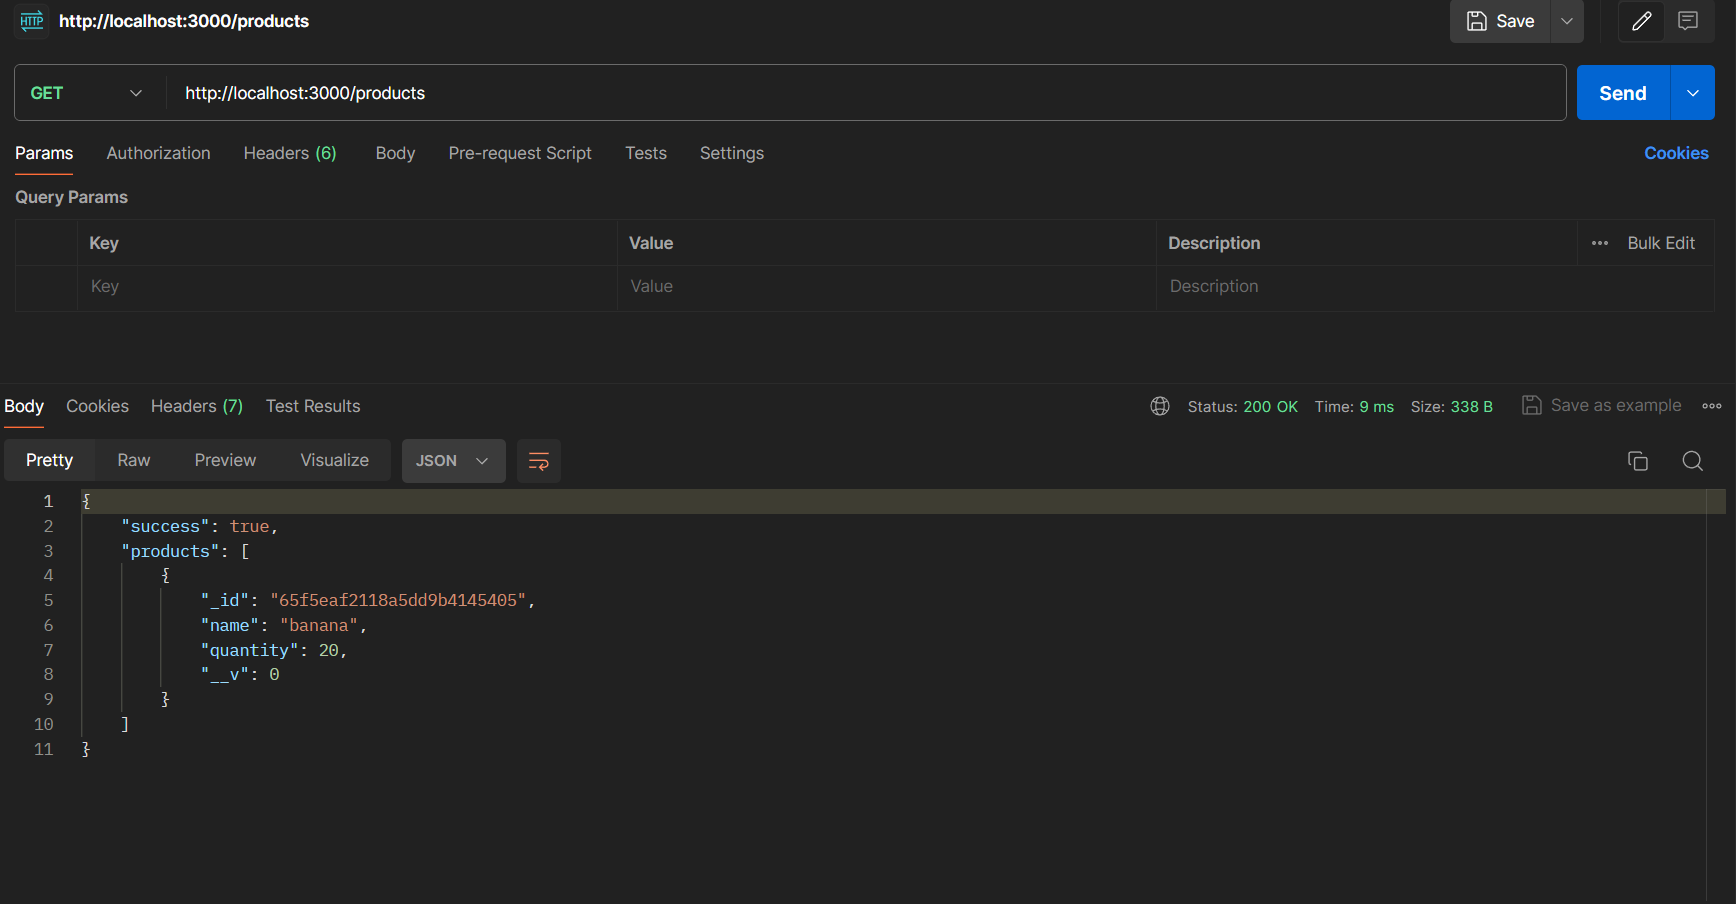 HTTP http://localhost:3000/products Save
GET http://localhost:3000/products Send
Params Authorization Headers (6) Body Pre-request Script Tests Settings Cookies
Query Params
Key Value Description ••• Bulk Edit
Key Value Description
Body Cookies Headers (7) Test Results Status: 200 OK Time: 9 ms Size: 338 B Save as example
Pretty Raw Preview Visualize JSON
1 {
2 "success": true,
3 "products": [
4 {
5 "_id": "65f5eaf2118a5dd9b4145405",
6 "name": "banana",
7 "quantity": 20,
8 "__v": 0
9 }
10 ]
11 }